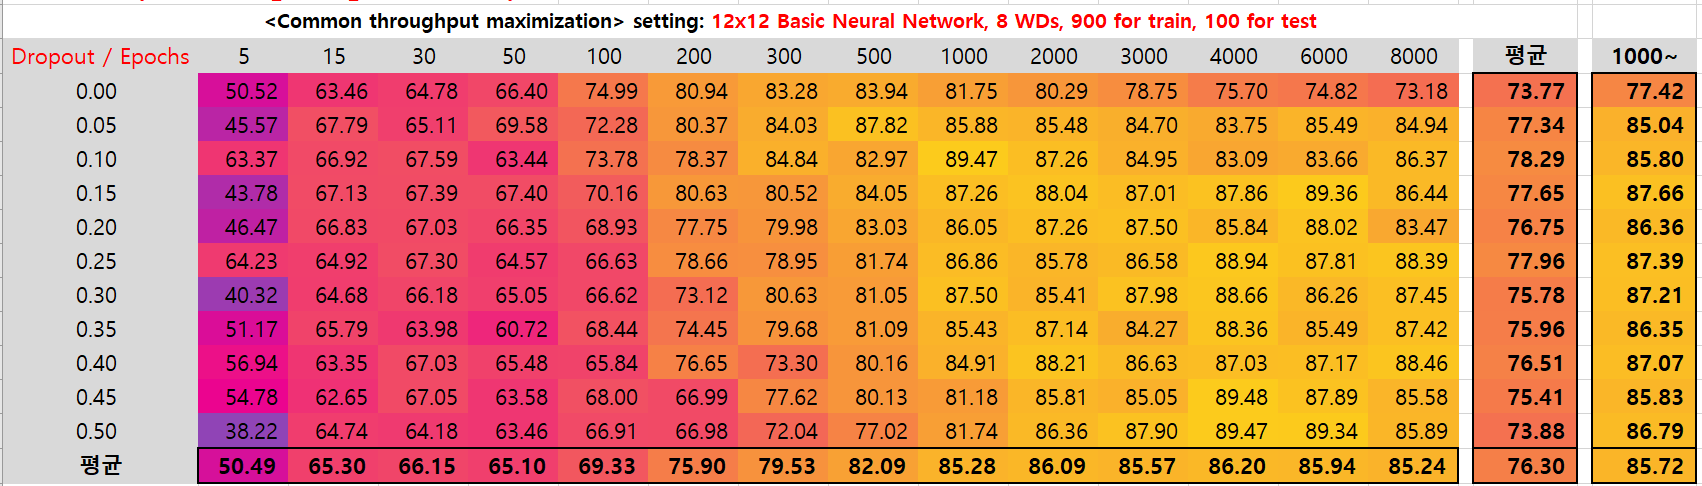 <Common throughput maximization> setting: 12x12 Basic Neural Network, 8 WDs, 900 for train, 100 for test
Dropout / Epochs 5 15 30 50 100 200 300 500 1000 2000 3000 4000 6000 8000 평균 1000~
0.00 50.52 63.46 64.78 66.40 74.99 80.94 83.28 83.94 81.75 80.29 78.75 75.70 74.82 73.18 73.77 77.42
0.05 45.57 67.79 65.11 69.58 72.28 80.37 84.03 87.82 85.88 85.48 84.70 83.75 85.49 84.94 77.34 85.04
0.10 63.37 66.92 67.59 63.44 73.78 78.37 84.84 82.97 89.47 87.26 84.95 83.09 83.66 86.37 78.29 85.80
0.15 43.78 67.13 67.39 67.40 70.16 80.63 80.52 84.05 87.26 88.04 87.01 87.86 89.36 86.44 77.65 87.66
0.20 46.47 66.83 67.03 66.35 68.93 77.75 79.98 83.03 86.05 87.26 87.50 85.84 88.02 83.47 76.75 86.36
0.25 64.23 64.92 67.30 64.57 66.63 78.66 78.95 81.74 86.86 85.78 86.58 88.94 87.81 88.39 77.96 87.39
0.30 40.32 64.68 66.18 65.05 66.62 73.12 80.63 81.05 87.50 85.41 87.98 88.66 86.26 87.45 75.78 87.21
0.35 51.17 65.79 63.98 60.72 68.44 74.45 79.68 81.09 85.43 87.14 84.27 88.36 85.49 87.42 75.96 86.35
0.40 56.94 63.35 67.03 65.48 65.84 76.65 73.30 80.16 84.91 88.21 86.63 87.03 87.17 88.46 76.51 87.07
0.45 54.78 62.65 67.05 63.58 68.00 66.99 77.62 80.13 81.18 85.81 85.05 89.48 87.89 85.58 75.41 85.83
0.50 38.22 64.74 64.18 63.46 66.91 66.98 72.04 77.02 81.74 86.36 87.90 89.47 89.34 85.89 73.88 86.79
평균 50.49 65.30 66.15 65.10 69.33 75.90 79.53 82.09 85.28 86.09 85.57 86.20 85.94 85.24 76.30 85.72